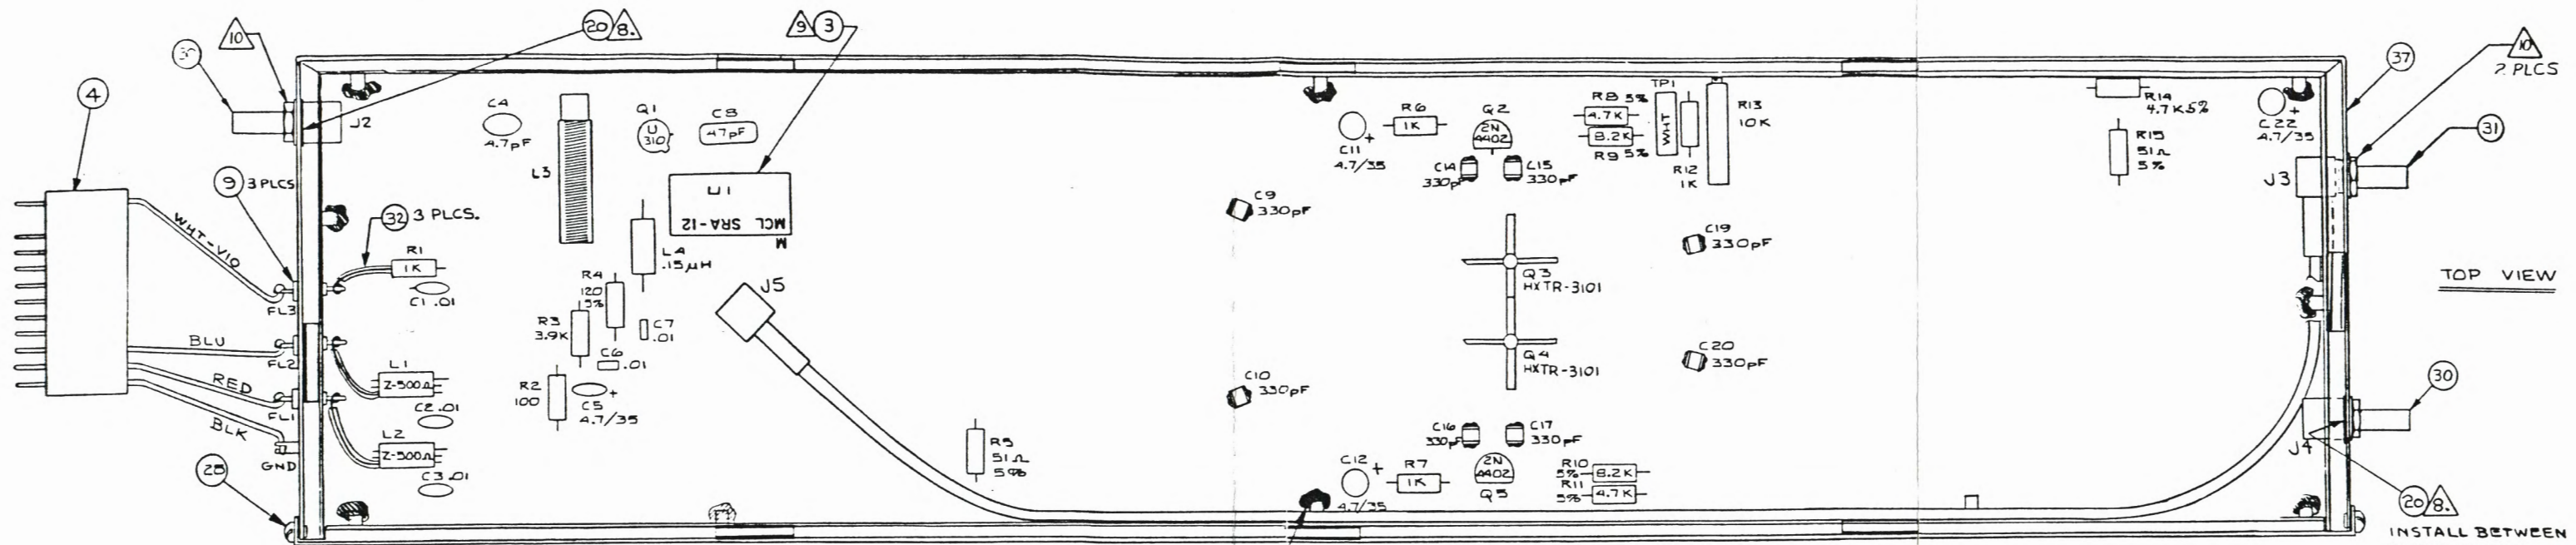 4
30
10
20 8.
9 3
J2
C4
4.7pF
L3
Q1
U
310
C8
47pF
U1
MCL SRA-12
M
L4
.15μH
9 3 PLCS
32 3 PLCS.
WHT-VIO
FL3
BLU
FL2
RED
FL1
BLK
GND
28
R1
1K
C1 .01
L1
Z-500Ω
C2 .01
L2
Z-500Ω
C3 .01
R4
120
5%
R3
3.9K
C7
.01
C6
.01
R2
100
C5 +
4.7/35
J5
R5
51Ω
5%
C9
330pF
C10
330pF
C11 +
4.7/35
R6
1K
Q2
2N
4402
C14
330pF
C15
330pF
R8 5%
4.7K
8.2K
R9 5%
TP1
WHT
R12
1K
R13
10K
Q3
HXTR-3101
Q4
HXTR-3101
C19
330pF
C20
330pF
C16
330pF
C17
330pF
C12 +
4.7/35
R7
1K
2N
4402
Q5
R10
5% 8.2K
R11
5% 4.7K
R14
4.7K 5%
R15
51Ω
5%
C22 +
4.7/35
37
10
2 PLCS
31
J3
TOP VIEW
30
J4
20 8.
INSTALL BETWEEN